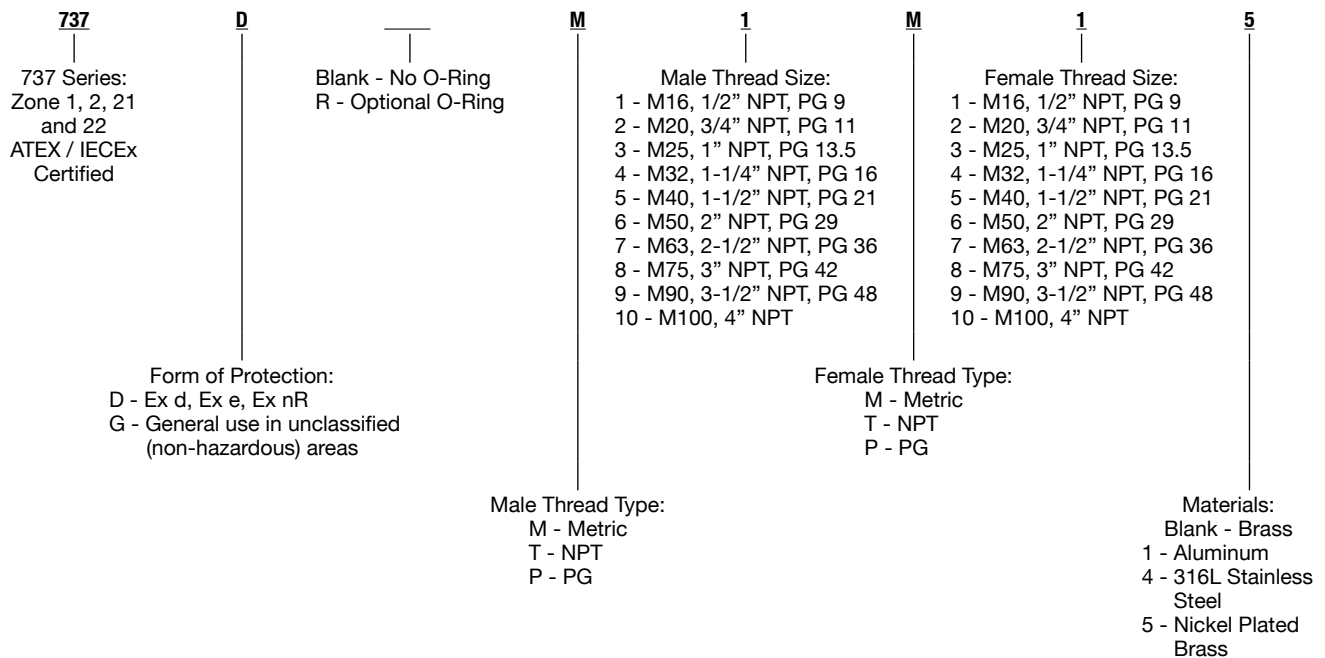 737 D ____ M 1 M 1 5
737 Series:
Zone 1, 2, 21
and 22
ATEX / IECEx
Certified
Blank - No O-Ring
R - Optional O-Ring
Male Thread Size:
1 - M16, 1/2” NPT, PG 9
2 - M20, 3/4” NPT, PG 11
3 - M25, 1” NPT, PG 13.5
4 - M32, 1-1/4” NPT, PG 16
5 - M40, 1-1/2” NPT, PG 21
6 - M50, 2” NPT, PG 29
7 - M63, 2-1/2” NPT, PG 36
8 - M75, 3” NPT, PG 42
9 - M90, 3-1/2” NPT, PG 48
10 - M100, 4” NPT
Female Thread Size:
1 - M16, 1/2” NPT, PG 9
2 - M20, 3/4” NPT, PG 11
3 - M25, 1” NPT, PG 13.5
4 - M32, 1-1/4” NPT, PG 16
5 - M40, 1-1/2” NPT, PG 21
6 - M50, 2” NPT, PG 29
7 - M63, 2-1/2” NPT, PG 36
8 - M75, 3” NPT, PG 42
9 - M90, 3-1/2” NPT, PG 48
10 - M100, 4” NPT
Form of Protection:
D - Ex d, Ex e, Ex nR
G - General use in unclassified
(non-hazardous) areas
Female Thread Type:
M - Metric
T - NPT
P - PG
Male Thread Type:
M - Metric
T - NPT
P - PG
Materials:
Blank - Brass
1 - Aluminum
4 - 316L Stainless
Steel
5 - Nickel Plated
Brass